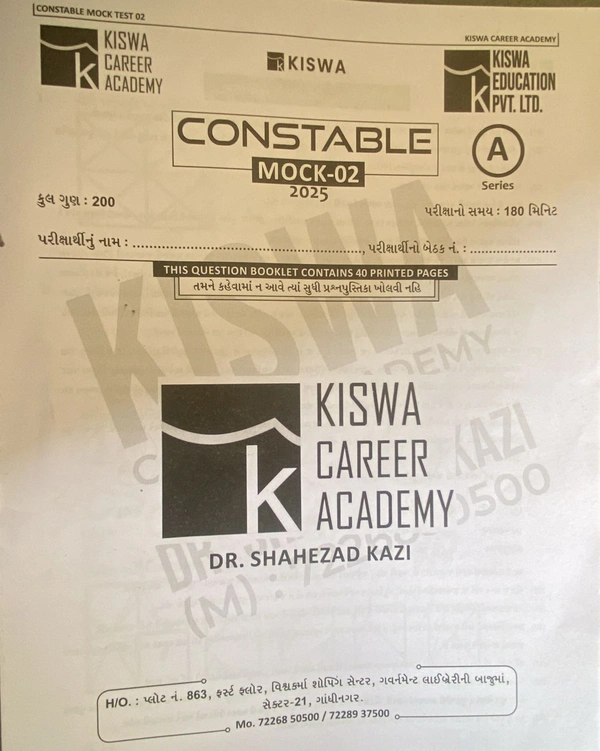 CONSTABLE MOCK TEST 02
KISWA CAREER ACADEMY
KISWA
CAREER
ACADEMY
KISWA
KISWA
EDUCATION
PVT. LTD.
CONSTABLE
MOCK-02
2025
A
Series
કુલ ગુણ : 200
પરીક્ષાનો સમય : 180 મિનિટ
પરીક્ષાર્થીનું નામ : ................................................, પરીક્ષાર્થીનો બેઠક નં. : ......................
THIS QUESTION BOOKLET CONTAINS 40 PRINTED PAGES
તમને કહેવામાં ન આવે ત્યાં સુધી પ્રશ્નપુસ્તિકા ખોલવી નહિ
KISWA
KISWA
CAREER
ACADEMY
DR. SHAHEZAD KAZI
H/O. : પ્લોટ નં. 863, ફર્સ્ટ ફ્લોર, વિશ્વકર્મા શોપિંગ સેન્ટર, ગવર્નમેન્ટ લાઈબ્રેરીની બાજુમાં,
સેક્ટર-21, ગાંધીનગર.
Mo. 72268 50500 / 72289 37500